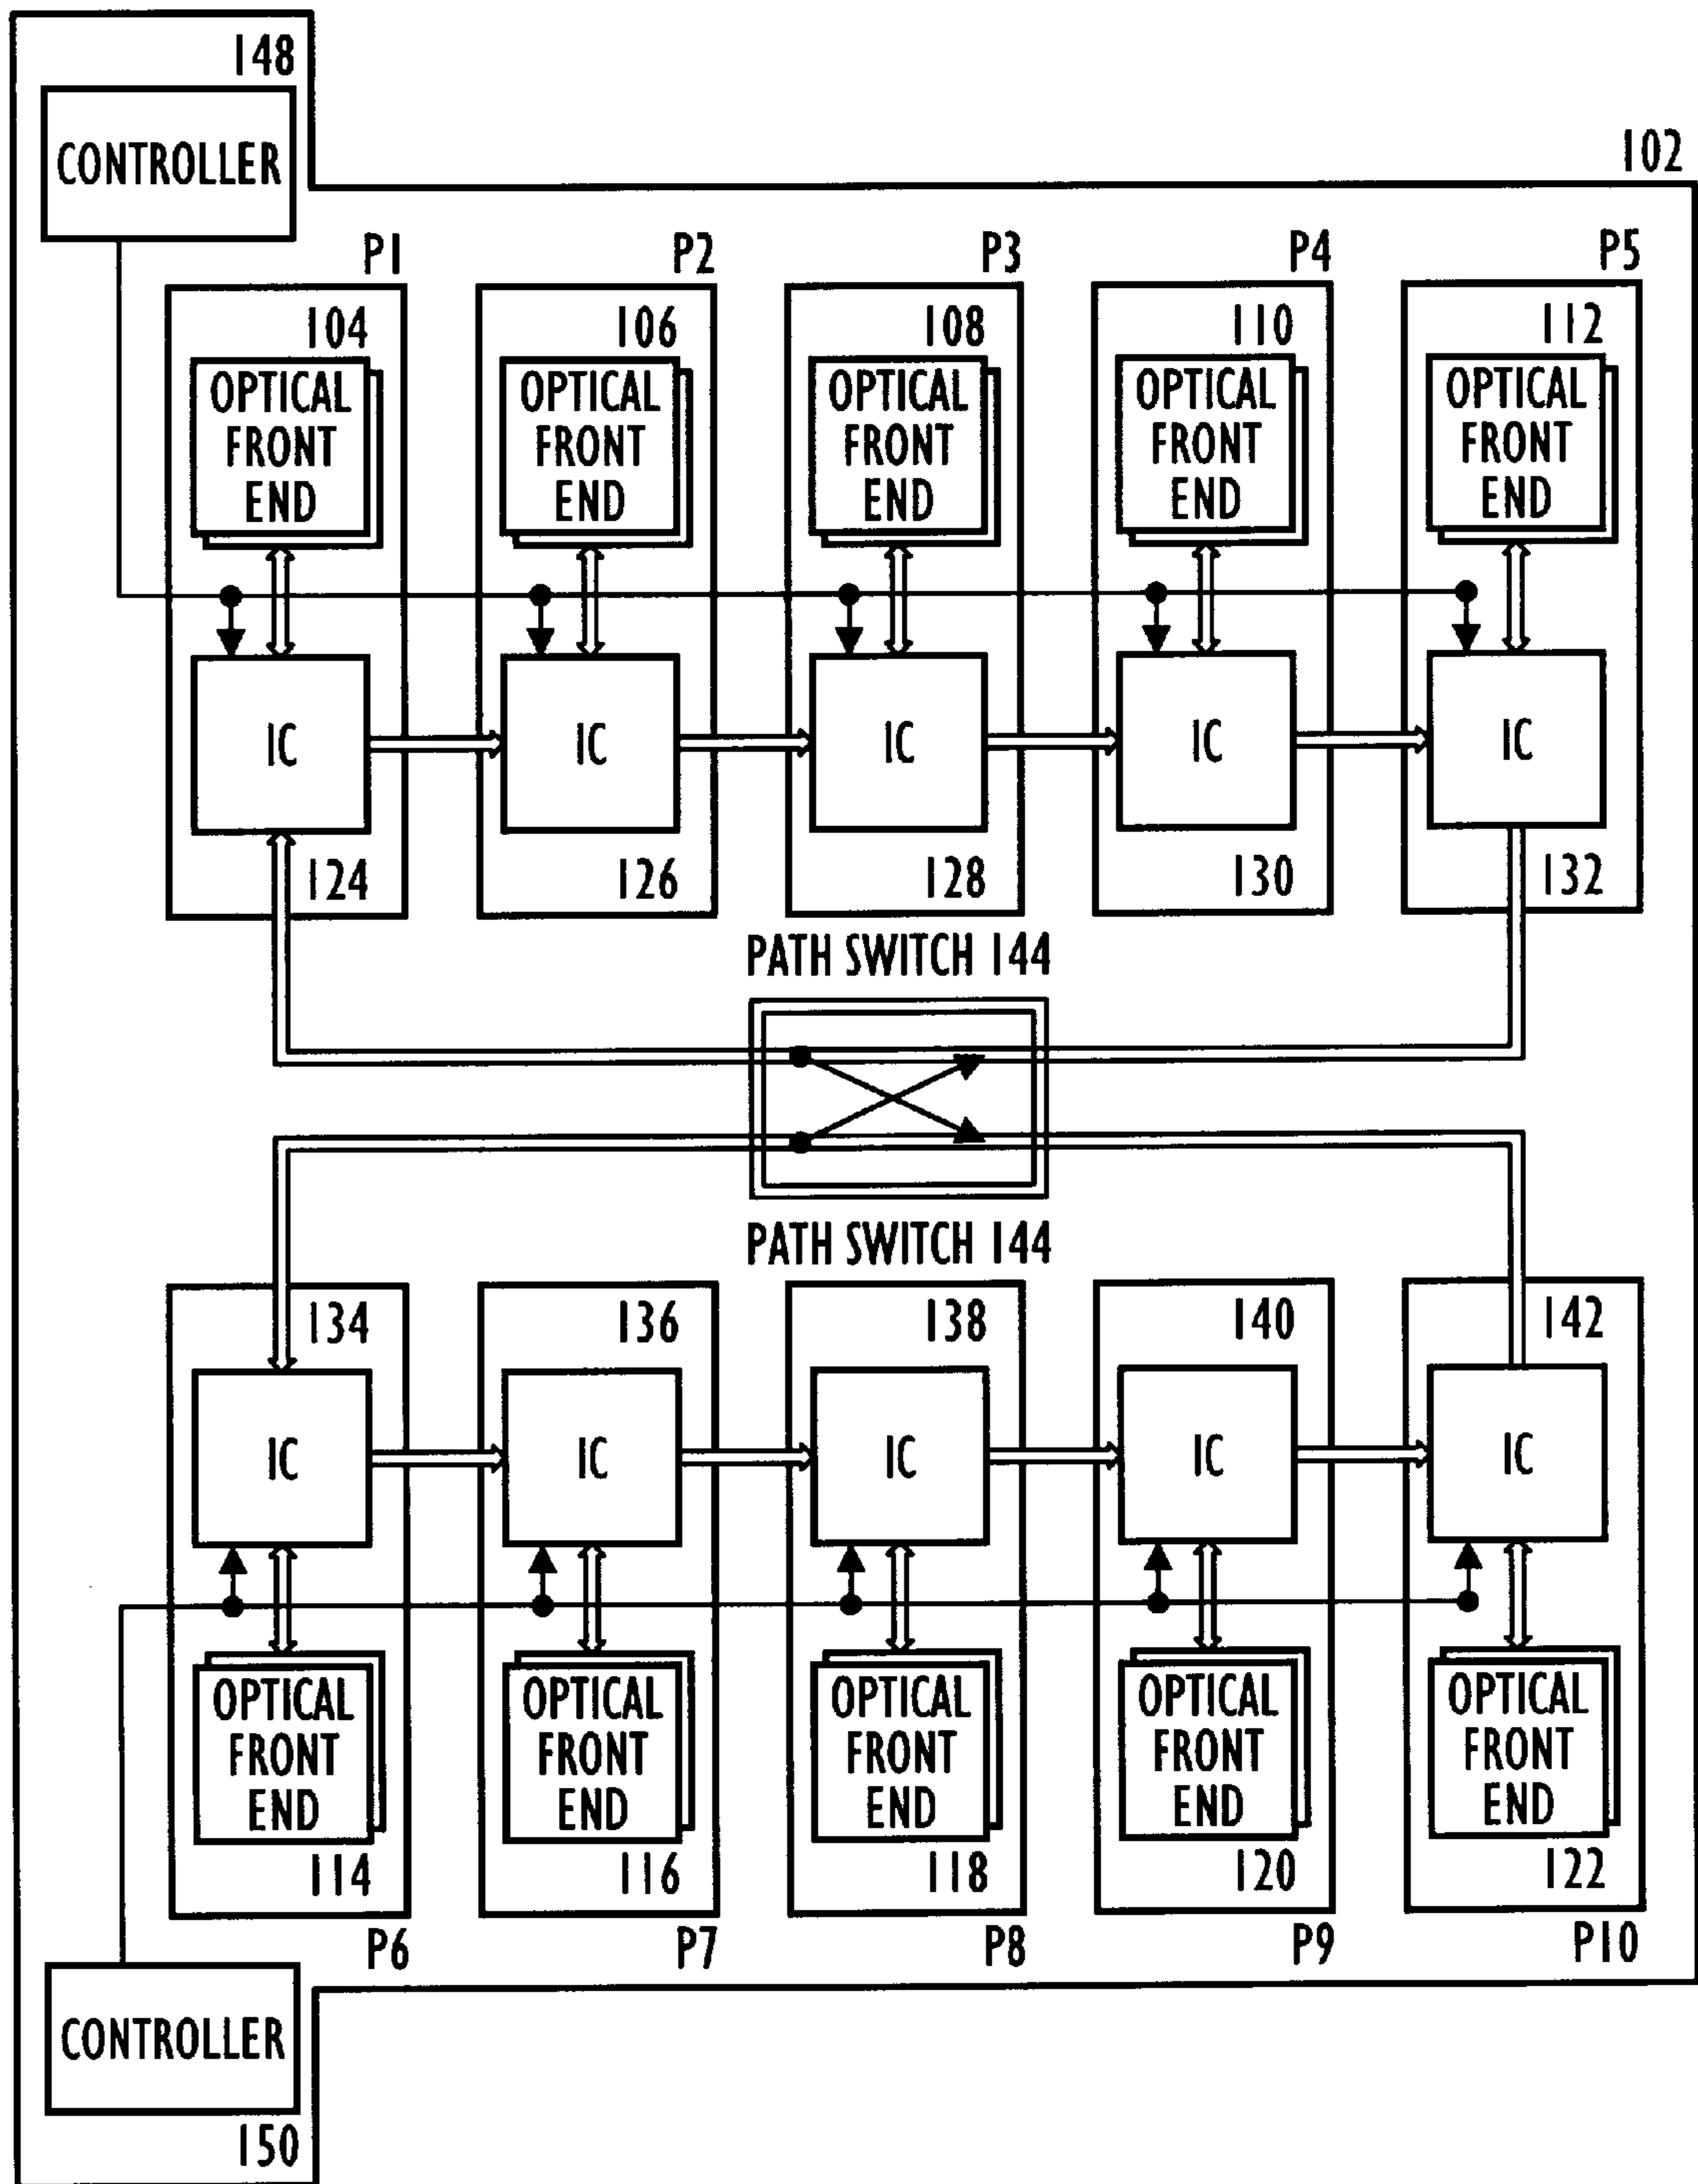 148
CONTROLLER
102
P1 P2 P3 P4 P5
104 106 108 110 112
OPTICAL OPTICAL OPTICAL OPTICAL OPTICAL
FRONT FRONT FRONT FRONT FRONT
END END END END END
IC IC IC IC IC
124 126 128 130 132
PATH SWITCH 144
PATH SWITCH 144
134 136 138 140 142
IC IC IC IC IC
OPTICAL OPTICAL OPTICAL OPTICAL OPTICAL
FRONT FRONT FRONT FRONT FRONT
END END END END END
114 116 118 120 122
P6 P7 P8 P9 P10
CONTROLLER
150